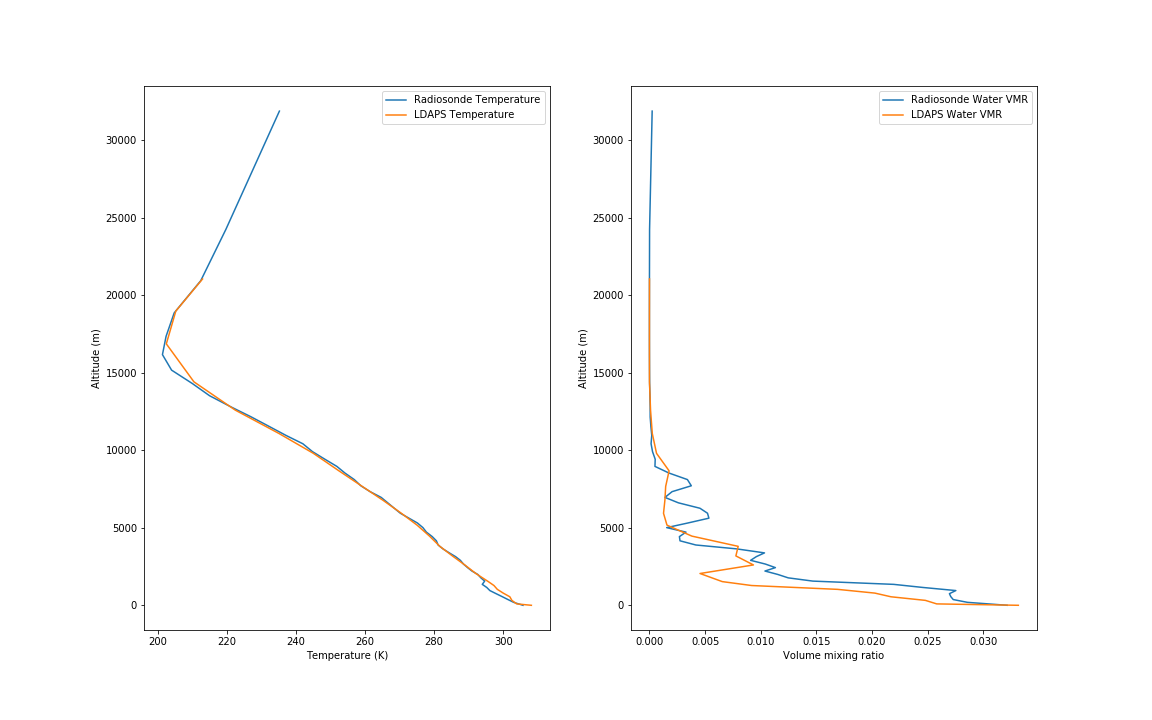 Radiosonde Temperature
LDAPS Temperature
30000
25000
20000
15000
10000
5000
0
Altitude (m)
200 220 240 260 280 300
Temperature (K)
Radiosonde Water VMR
LDAPS Water VMR
30000
25000
20000
15000
10000
5000
0
Altitude (m)
0.000 0.005 0.010 0.015 0.020 0.025 0.030
Volume mixing ratio